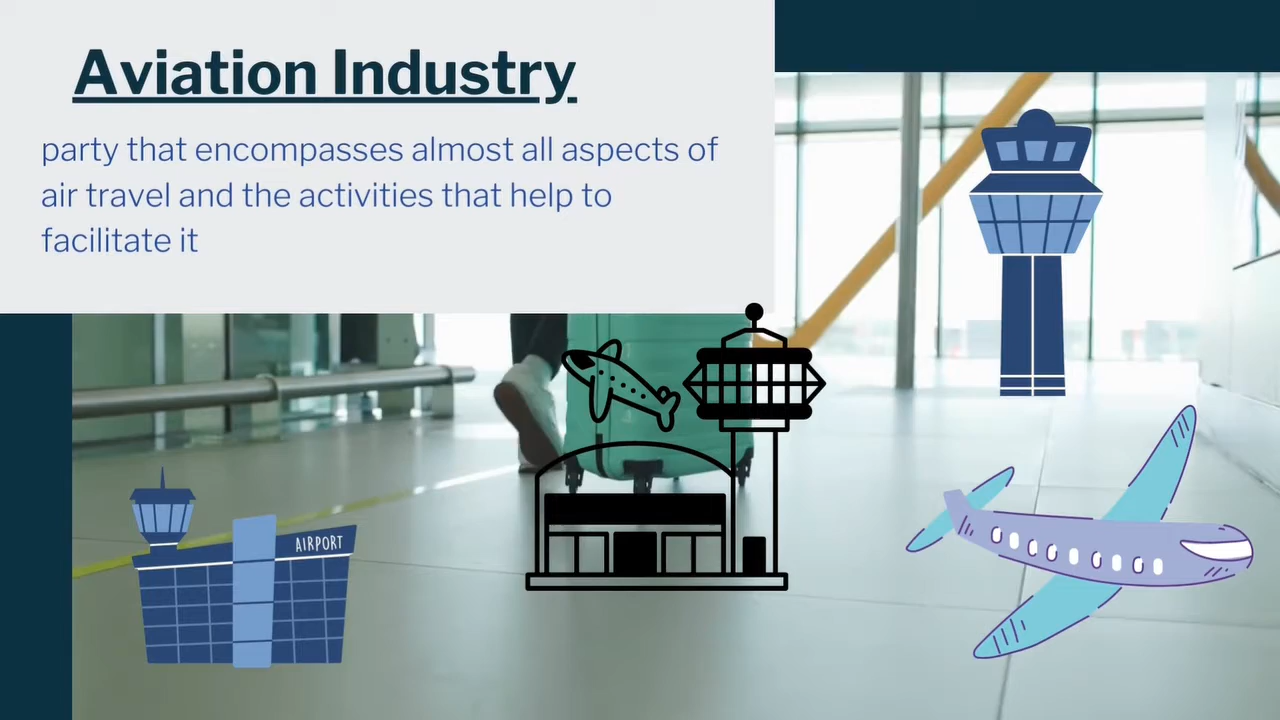 Aviation Industry
party that encompasses almost all aspects of
air travel and the activities that help to
facilitate it
AIRPORT